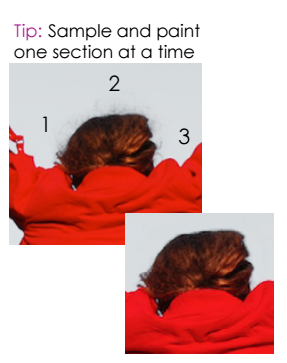 Tip: Sample and paint
one section at a time
2
1
3